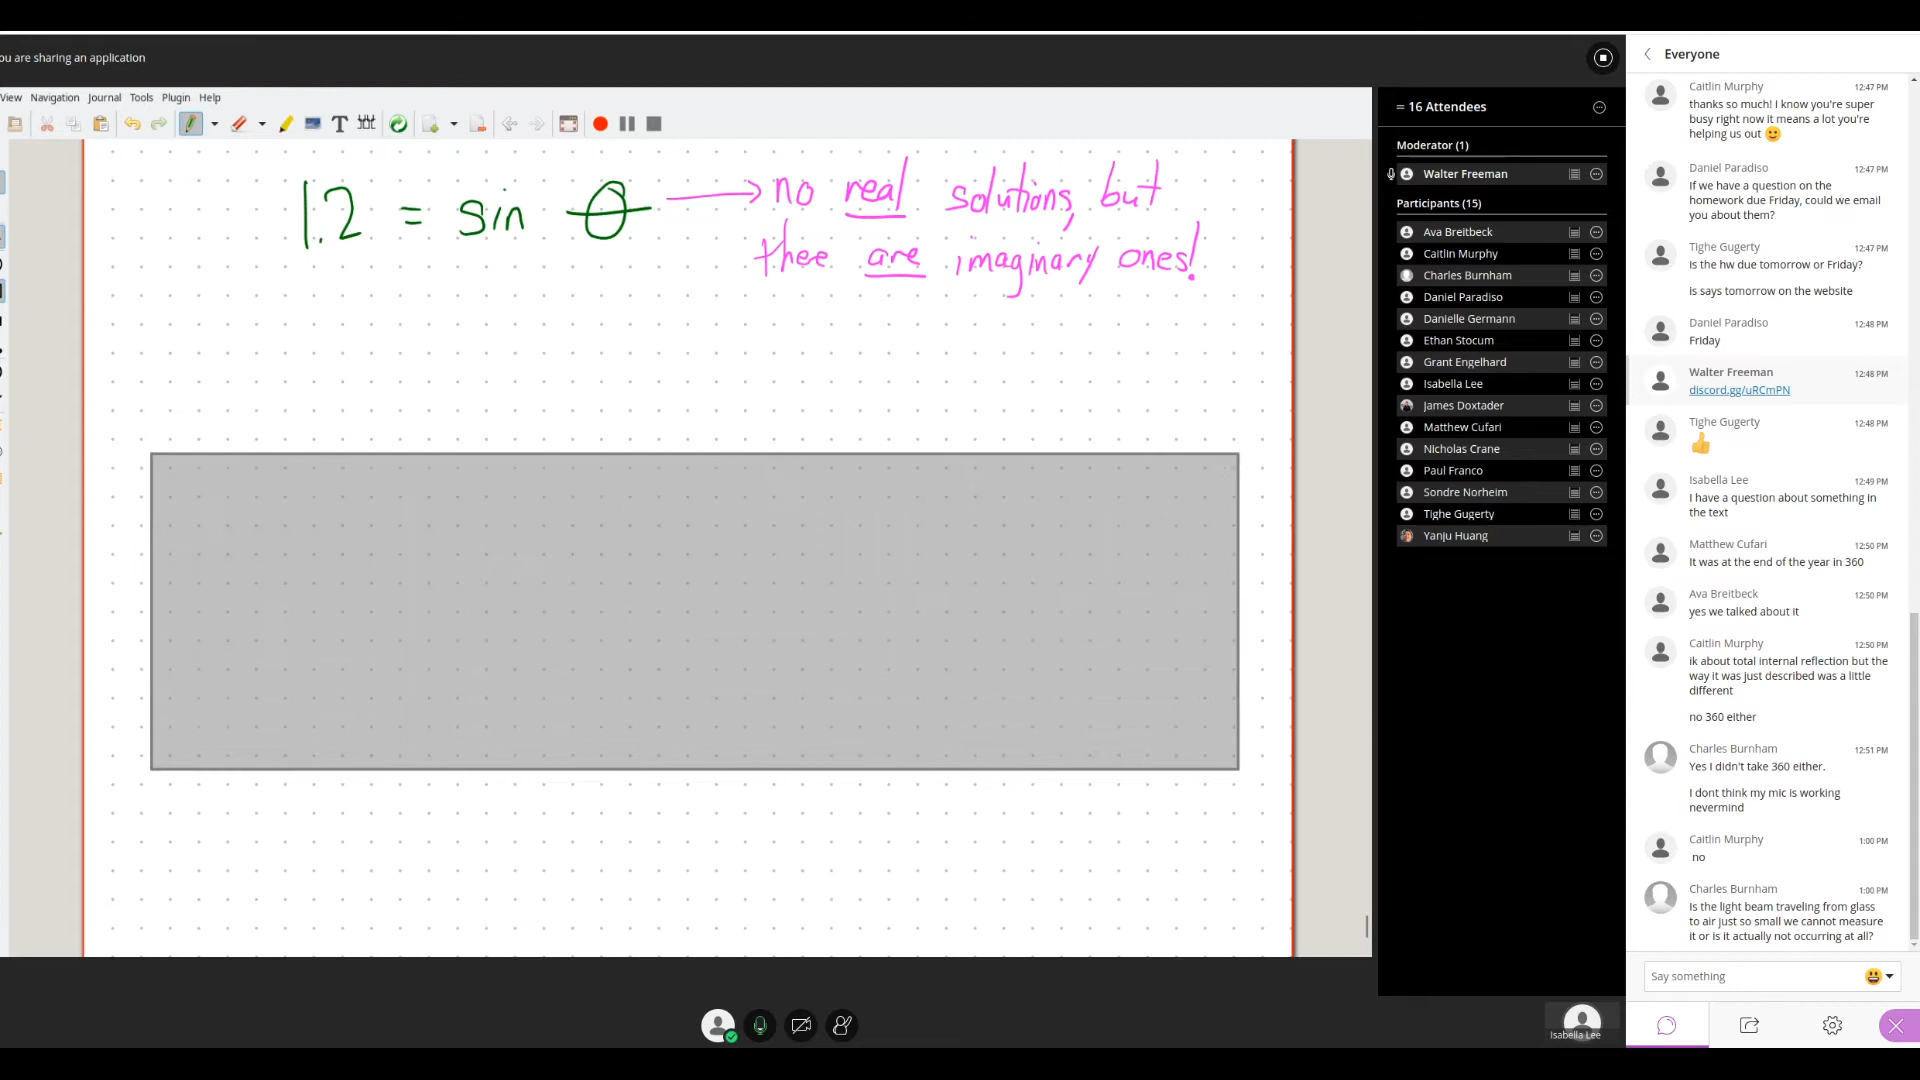 ou are sharing an application
View Navigation Journal Tools Plugin Help
1.2 = sin θ → no real solutions, but
thee are imaginary ones!
= 16 Attendees
Moderator (1)
Walter Freeman
Participants (15)
Ava Breitbeck
Caitlin Murphy
Charles Burnham
Daniel Paradiso
Danielle Germann
Ethan Stocum
Grant Engelhard
Isabella Lee
James Doxtader
Matthew Cufari
Nicholas Crane
Paul Franco
Sondre Norheim
Tighe Gugerty
Yanju Huang
Isabella Lee
Everyone
Caitlin Murphy 12:47 PM
thanks so much! I know you're super
busy right now it means a lot you're
helping us out 🙂
Daniel Paradiso 12:47 PM
If we have a question on the
homework due Friday, could we email
you about them?
Tighe Gugerty 12:47 PM
is the hw due tomorrow or Friday?
is says tomorrow on the website
Daniel Paradiso 12:48 PM
Friday
Walter Freeman 12:48 PM
discord.gg/uRCmPN
Tighe Gugerty 12:48 PM
👍
Isabella Lee 12:49 PM
I have a question about something in
the text
Matthew Cufari 12:50 PM
It was at the end of the year in 360
Ava Breitbeck 12:50 PM
yes we talked about it
Caitlin Murphy 12:50 PM
ik about total internal reflection but the
way it was just described was a little
different
no 360 either
Charles Burnham 12:51 PM
Yes I didn't take 360 either.
I dont think my mic is working
nevermind
Caitlin Murphy 1:00 PM
no
Charles Burnham 1:00 PM
Is the light beam traveling from glass
to air just so small we cannot measure
it or is it actually not occurring at all?
Say something